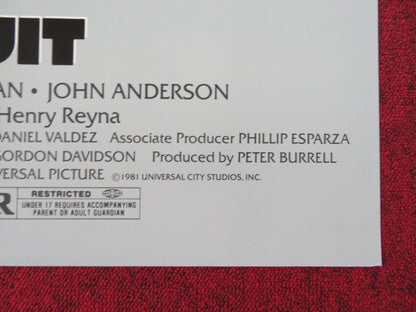 UIT
AN • JOHN ANDERSON
Henry Reyna
DANIEL VALDEZ Associate Producer PHILLIP ESPARZA
GORDON DAVIDSON Produced by PETER BURRELL
VERSAL PICTURE ©1981 UNIVERSAL CITY STUDIOS, INC.
R RESTRICTED
UNDER 17 REQUIRES ACCOMPANYING
PARENT OR ADULT GUARDIAN